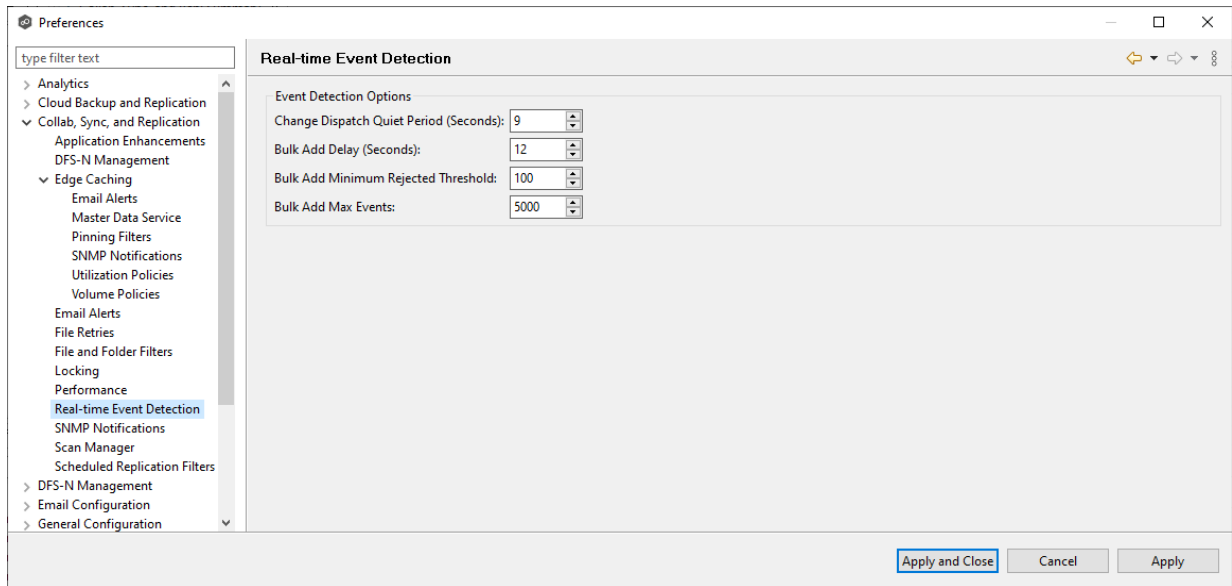 Preferences
type filter text
Analytics
Cloud Backup and Replication
Collab, Sync, and Replication
Application Enhancements
DFS-N Management
Edge Caching
Email Alerts
Master Data Service
Pinning Filters
SNMP Notifications
Utilization Policies
Volume Policies
Email Alerts
File Retries
File and Folder Filters
Locking
Performance
Real-time Event Detection
SNMP Notifications
Scan Manager
Scheduled Replication Filters
DFS-N Management
Email Configuration
General Configuration
Real-time Event Detection
Event Detection Options
Change Dispatch Quiet Period (Seconds): 9
Bulk Add Delay (Seconds): 12
Bulk Add Minimum Rejected Threshold: 100
Bulk Add Max Events: 5000
Apply and Close Cancel Apply